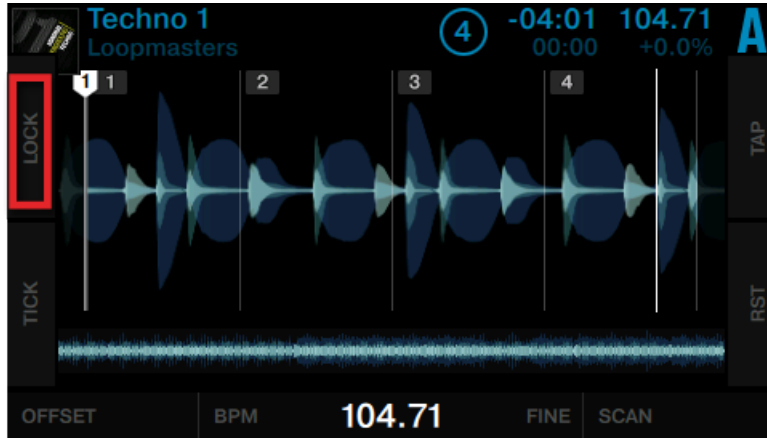 Techno 1
Loopmasters
4
-04:01
00:00
104.71
+0.0%
A
LOCK
TICK
TAP
RST
1 1 2 3 4
OFFSET BPM 104.71 FINE SCAN